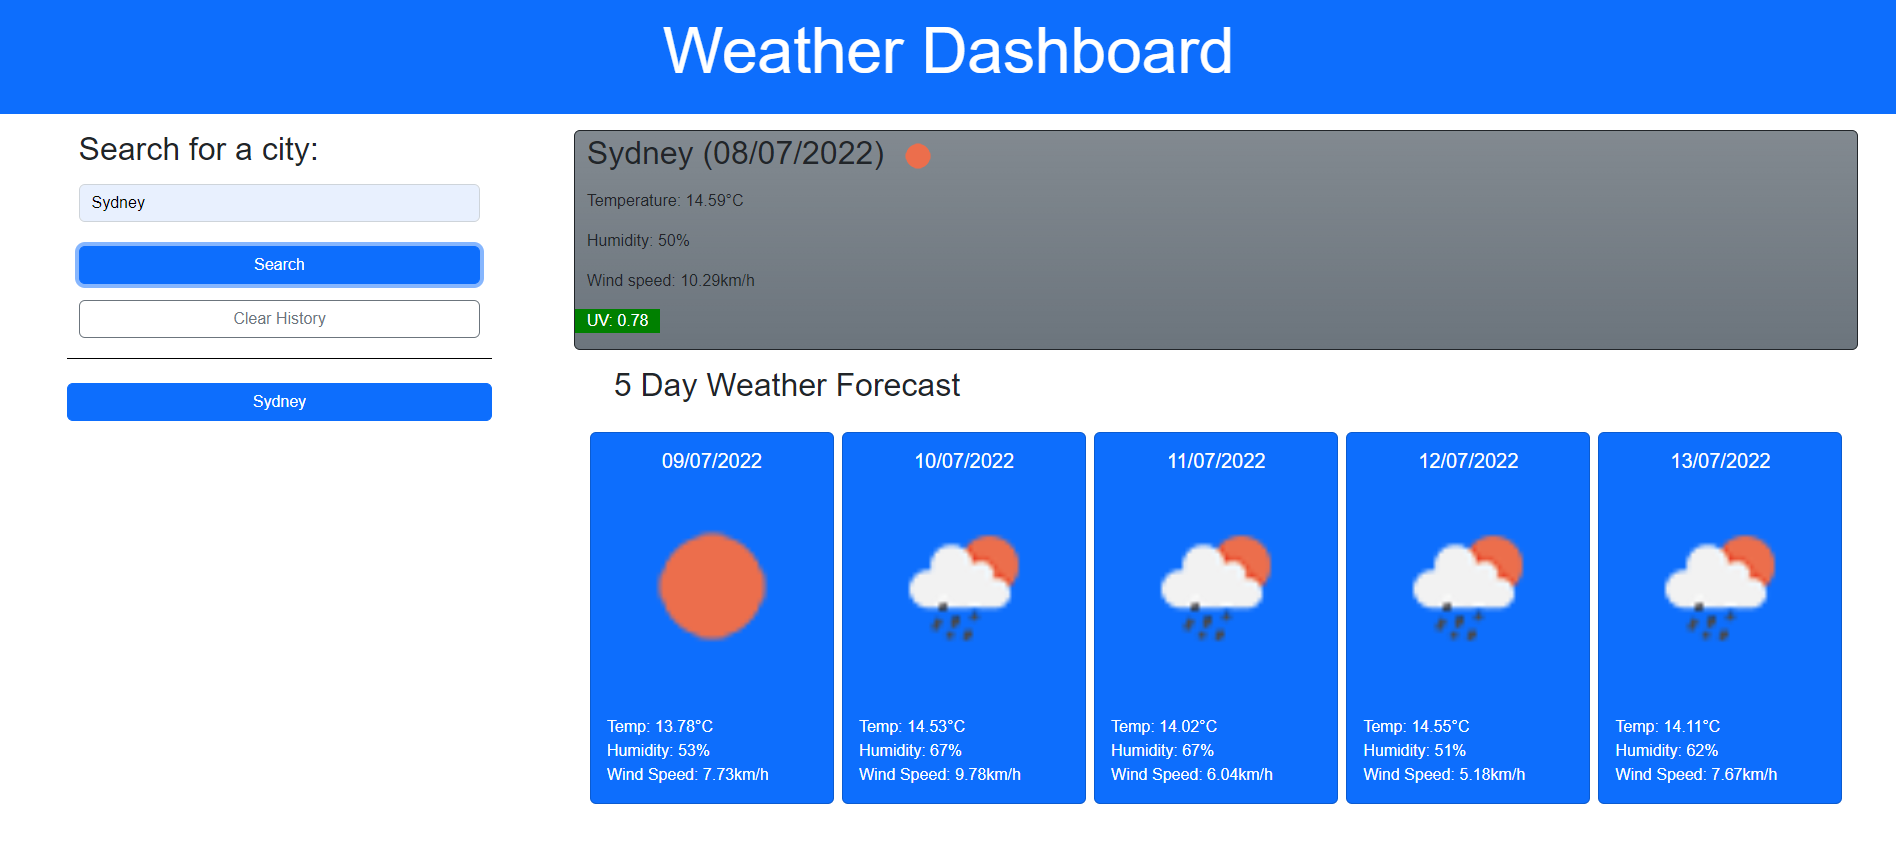 Weather Dashboard
Search for a city:
Sydney
Search
Clear History
Sydney
Sydney (08/07/2022)
Temperature: 14.59°C
Humidity: 50%
Wind speed: 10.29km/h
UV: 0.78
5 Day Weather Forecast
09/07/2022
Temp: 13.78°C
Humidity: 53%
Wind Speed: 7.73km/h
10/07/2022
Temp: 14.53°C
Humidity: 67%
Wind Speed: 9.78km/h
11/07/2022
Temp: 14.02°C
Humidity: 67%
Wind Speed: 6.04km/h
12/07/2022
Temp: 14.55°C
Humidity: 51%
Wind Speed: 5.18km/h
13/07/2022
Temp: 14.11°C
Humidity: 62%
Wind Speed: 7.67km/h